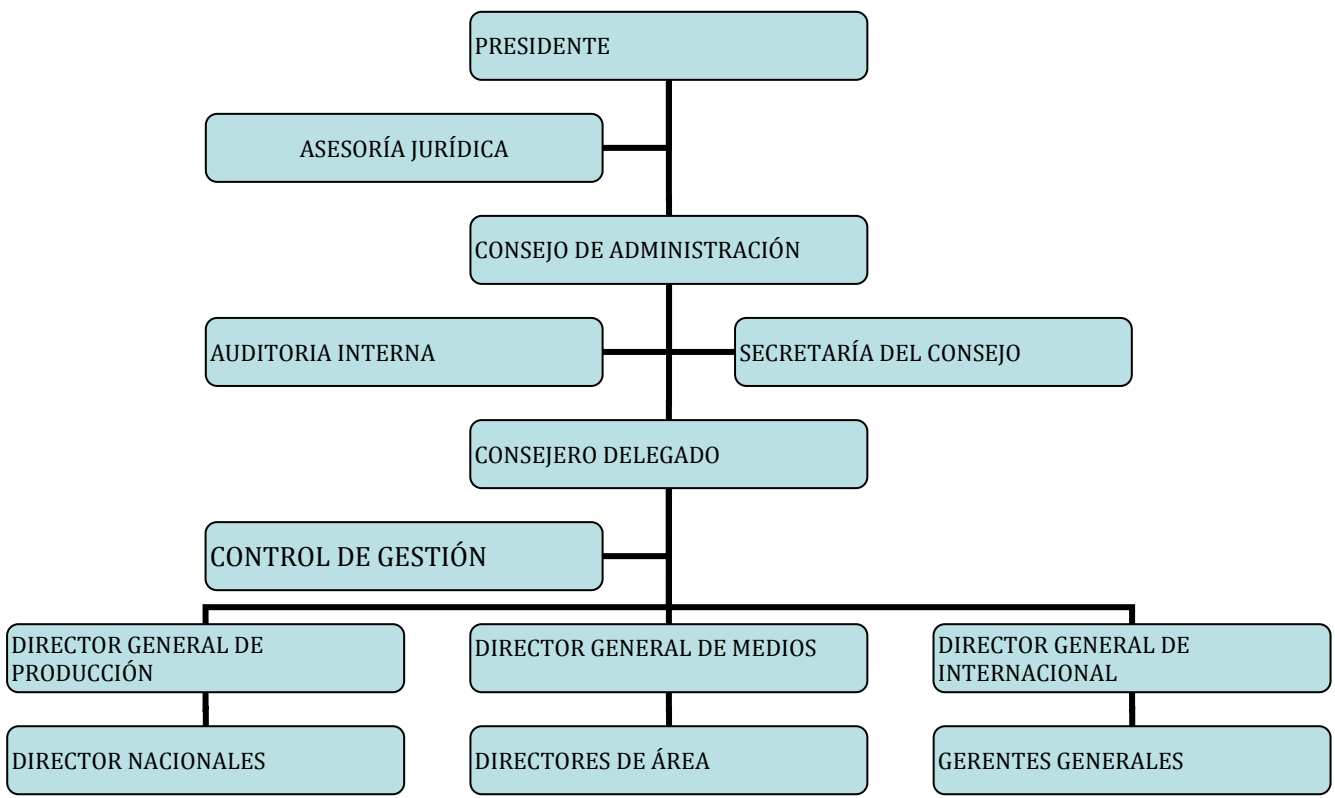 PRESIDENTE
ASESORÍA JURÍDICA
CONSEJO DE ADMINISTRACIÓN
AUDITORIA INTERNA
SECRETARÍA DEL CONSEJO
CONSEJERO DELEGADO
CONTROL DE GESTIÓN
DIRECTOR GENERAL DE
PRODUCCIÓN
DIRECTOR GENERAL DE MEDIOS
DIRECTOR GENERAL DE
INTERNACIONAL
DIRECTOR NACIONALES
DIRECTORES DE ÁREA
GERENTES GENERALES